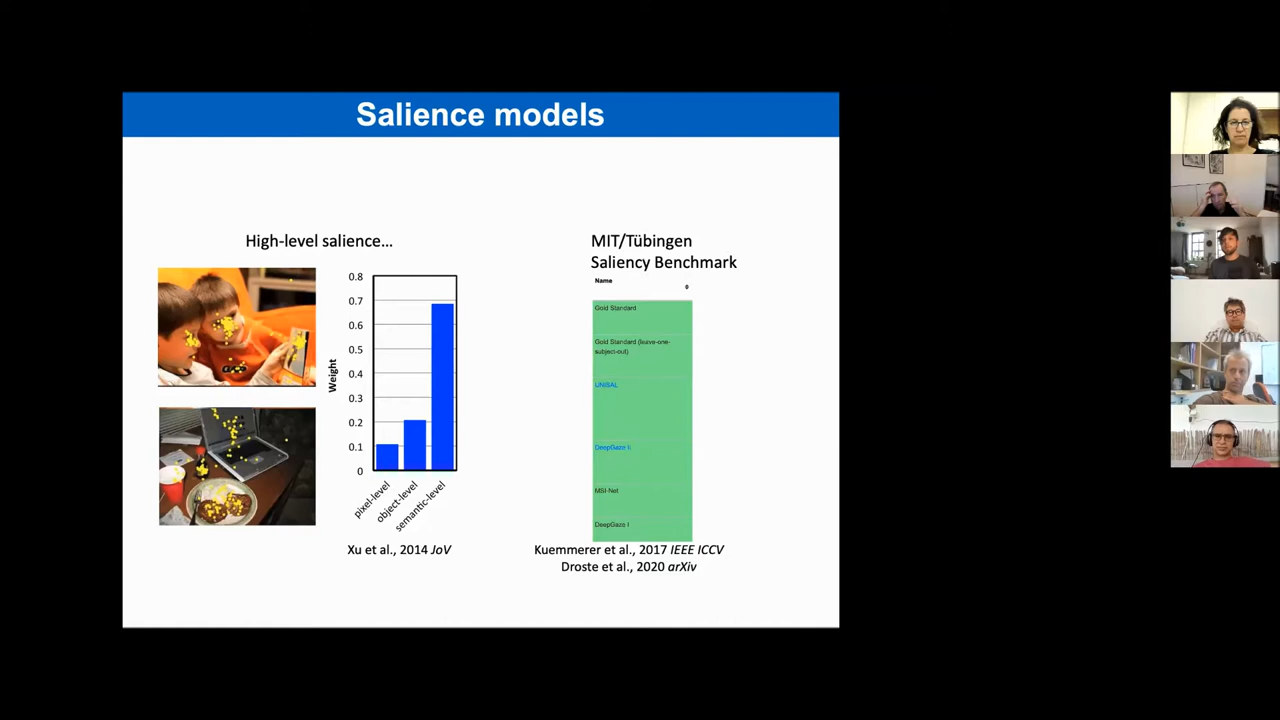 Salience models
High-level salience...
0.8
0.7
0.6
0.5
0.4
0.3
0.2
0.1
0
Weight
pixel-level
object-level
semantic-level
Xu et al., 2014 JoV
MIT/Tübingen
Saliency Benchmark
Name
Gold Standard
Gold Standard (leave-one-
subject-out)
UNISAL
DeepGaze II
MSI-Net
DeepGaze I
Kuemmerer et al., 2017 IEEE ICCV
Droste et al., 2020 arXiv